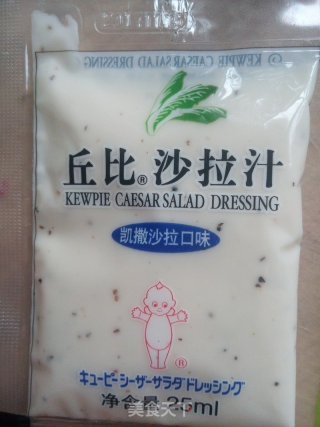 ® KEWPIE CAESAR SALAD DRESSING
丘比®沙拉汁
KEWPIE CAESAR SALAD DRESSING
凯撒沙拉口味
®
キユーピー シーザーサラダドレッシング
净含量 25ml
美食天下